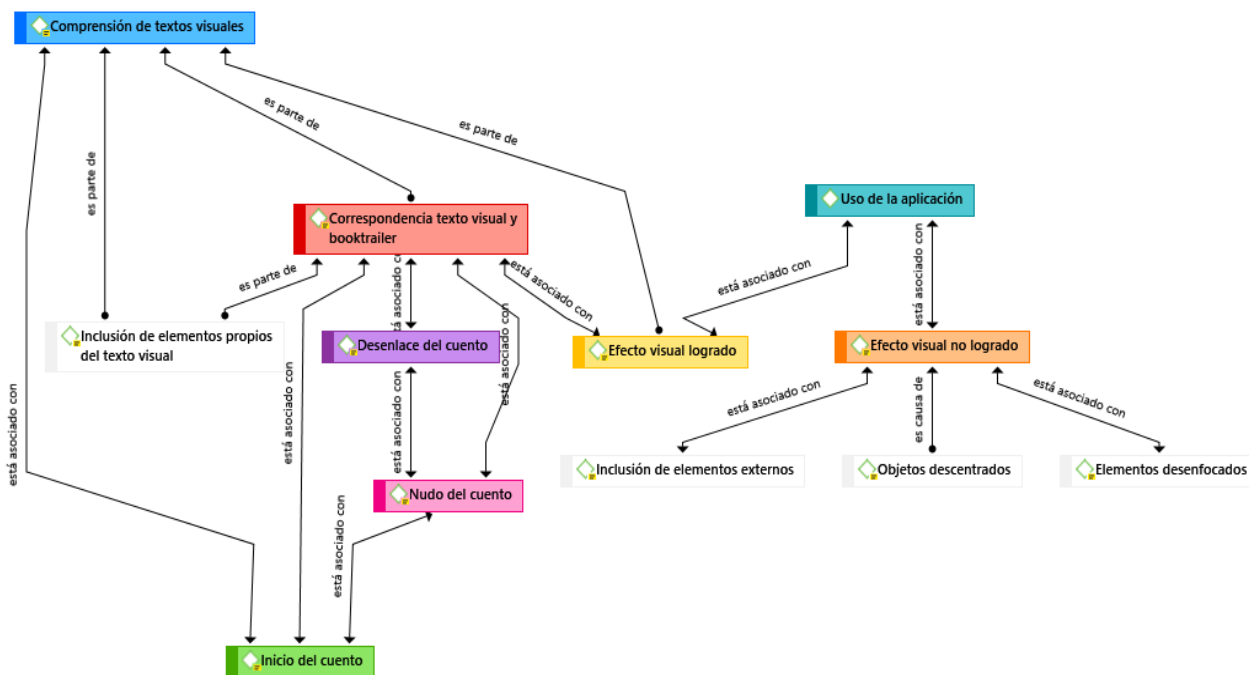 Comprensión de textos visuales
es parte de
es parte de
es parte de
Uso de la aplicación
Correspondencia texto visual y
booktrailer
está asociado con
está asociado con
es parte de
está asociado con
está asociado con
Inclusión de elementos propios
del texto visual
Desenlace del cuento
Efecto visual logrado
Efecto visual no logrado
está asociado con
está asociado con
está asociado con
está asociado con
está asociado con
es causa de
está asociado con
Inclusión de elementos externos
Objetos descentrados
Elementos desenfocados
Nudo del cuento
está asociado con
está asociado con
Inicio del cuento